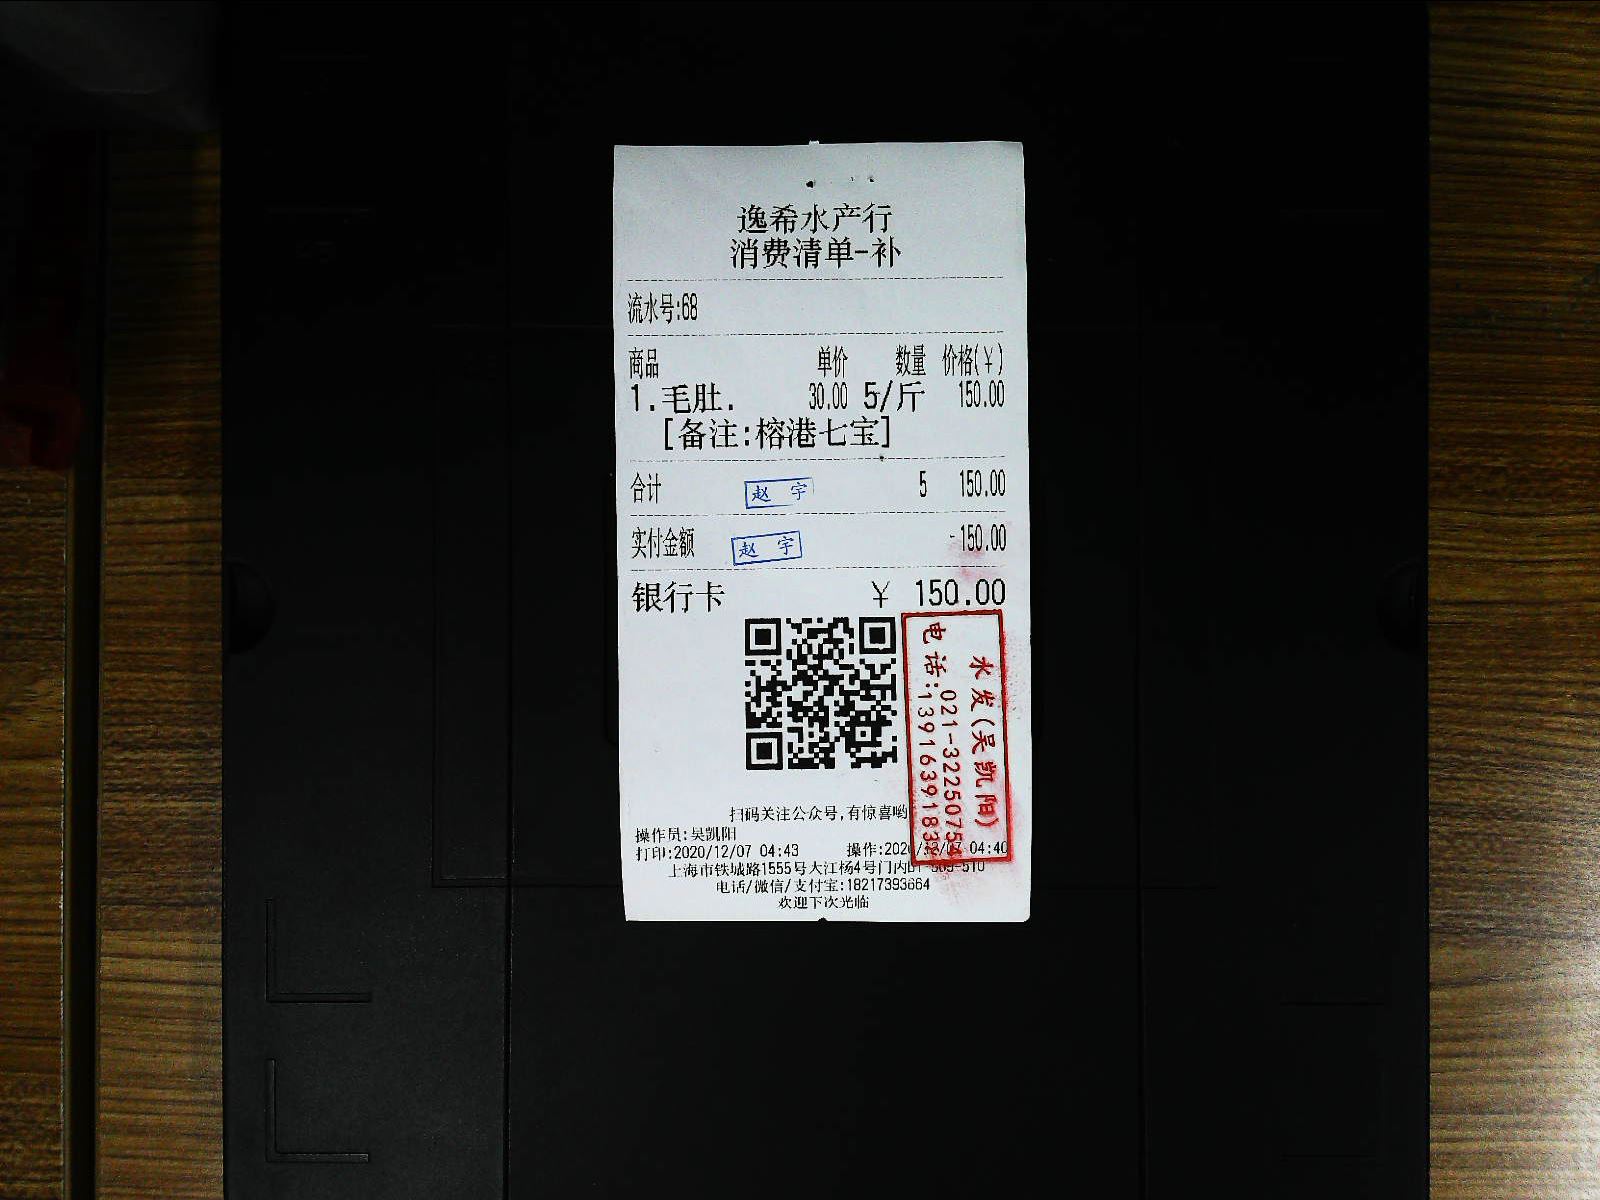 逸希水产行
消费清单-补
流水号:68
商品 单价 数量 价格(¥)
1.毛肚. 30.00 5/斤 150.00
[备注:榕港七宝]
合计 5 150.00
赵 宇
实付金额 -150.00
赵 宇
银行卡 ¥ 150.00
水发(吴凯阳)
电话:021-32250754
13916391832
扫码关注公众号,有惊喜哟
操作员:吴凯阳
打印:2020/12/07 04:43 操作:2020/12/07 04:40
上海市铁城路1555号大江杨4号门内
电话/微信/支付宝:18217393664
欢迎下次光临